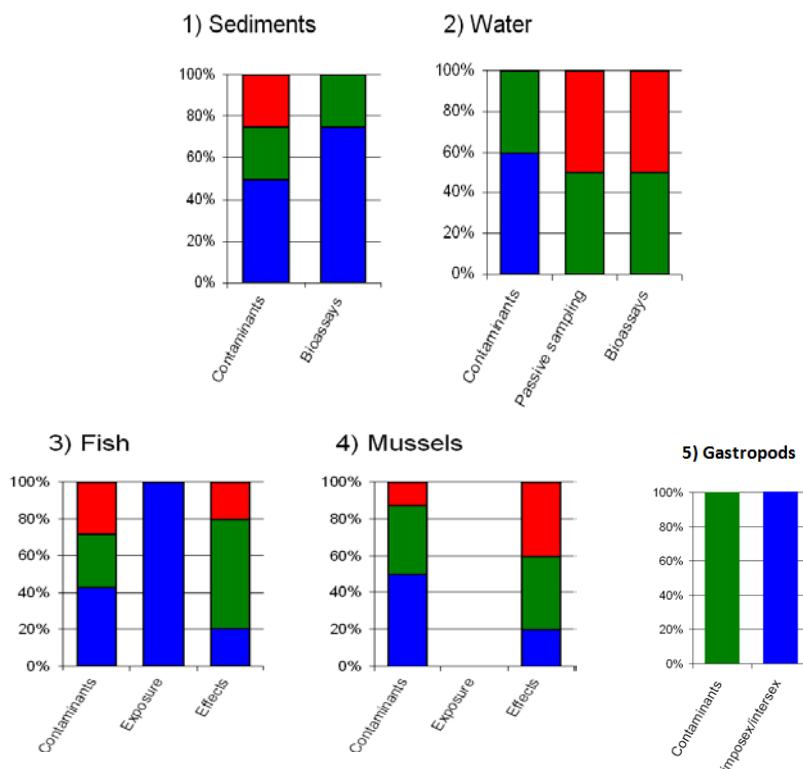 1) Sediments
100%
80%
60%
40%
20%
0%
Contaminants
Bioassays
2) Water
100%
80%
60%
40%
20%
0%
Contaminants
Passive sampling
Bioassays
3) Fish
100%
80%
60%
40%
20%
0%
Contaminants
Exposure
Effects
4) Mussels
100%
80%
60%
40%
20%
0%
Contaminants
Exposure
Effects
5) Gastropods
100%
80%
60%
40%
20%
0%
Contaminants
imposex/intersex